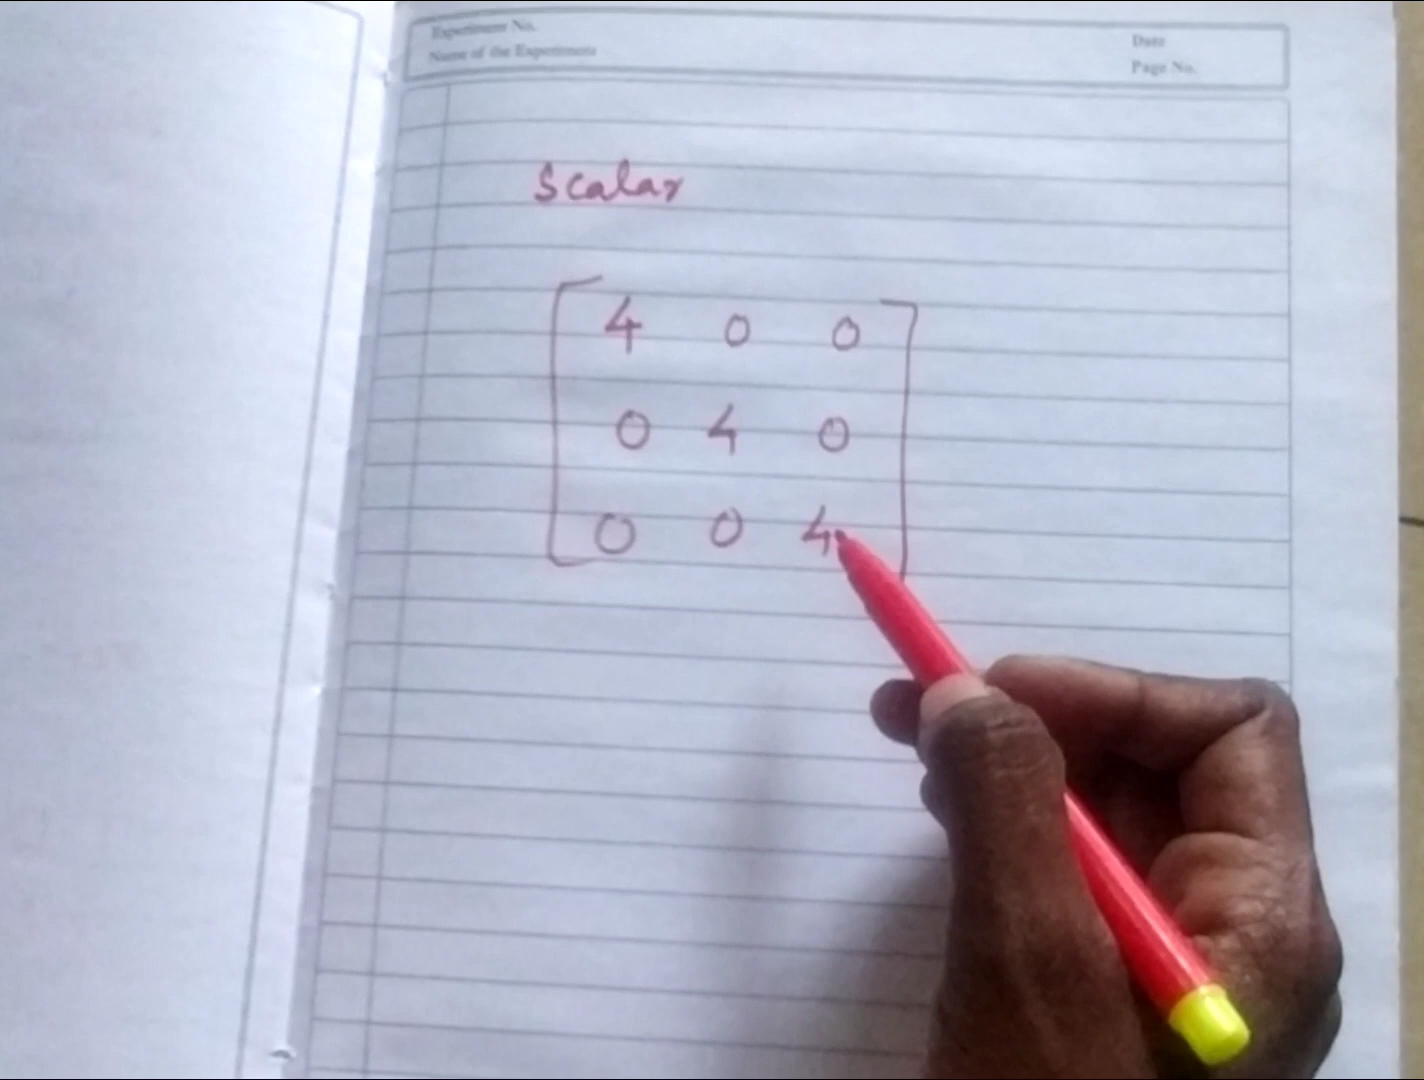 Experiment No.
Name of the Experiment
Date
Page No.
Scalar
4 0 0
0 4 0
0 0 4